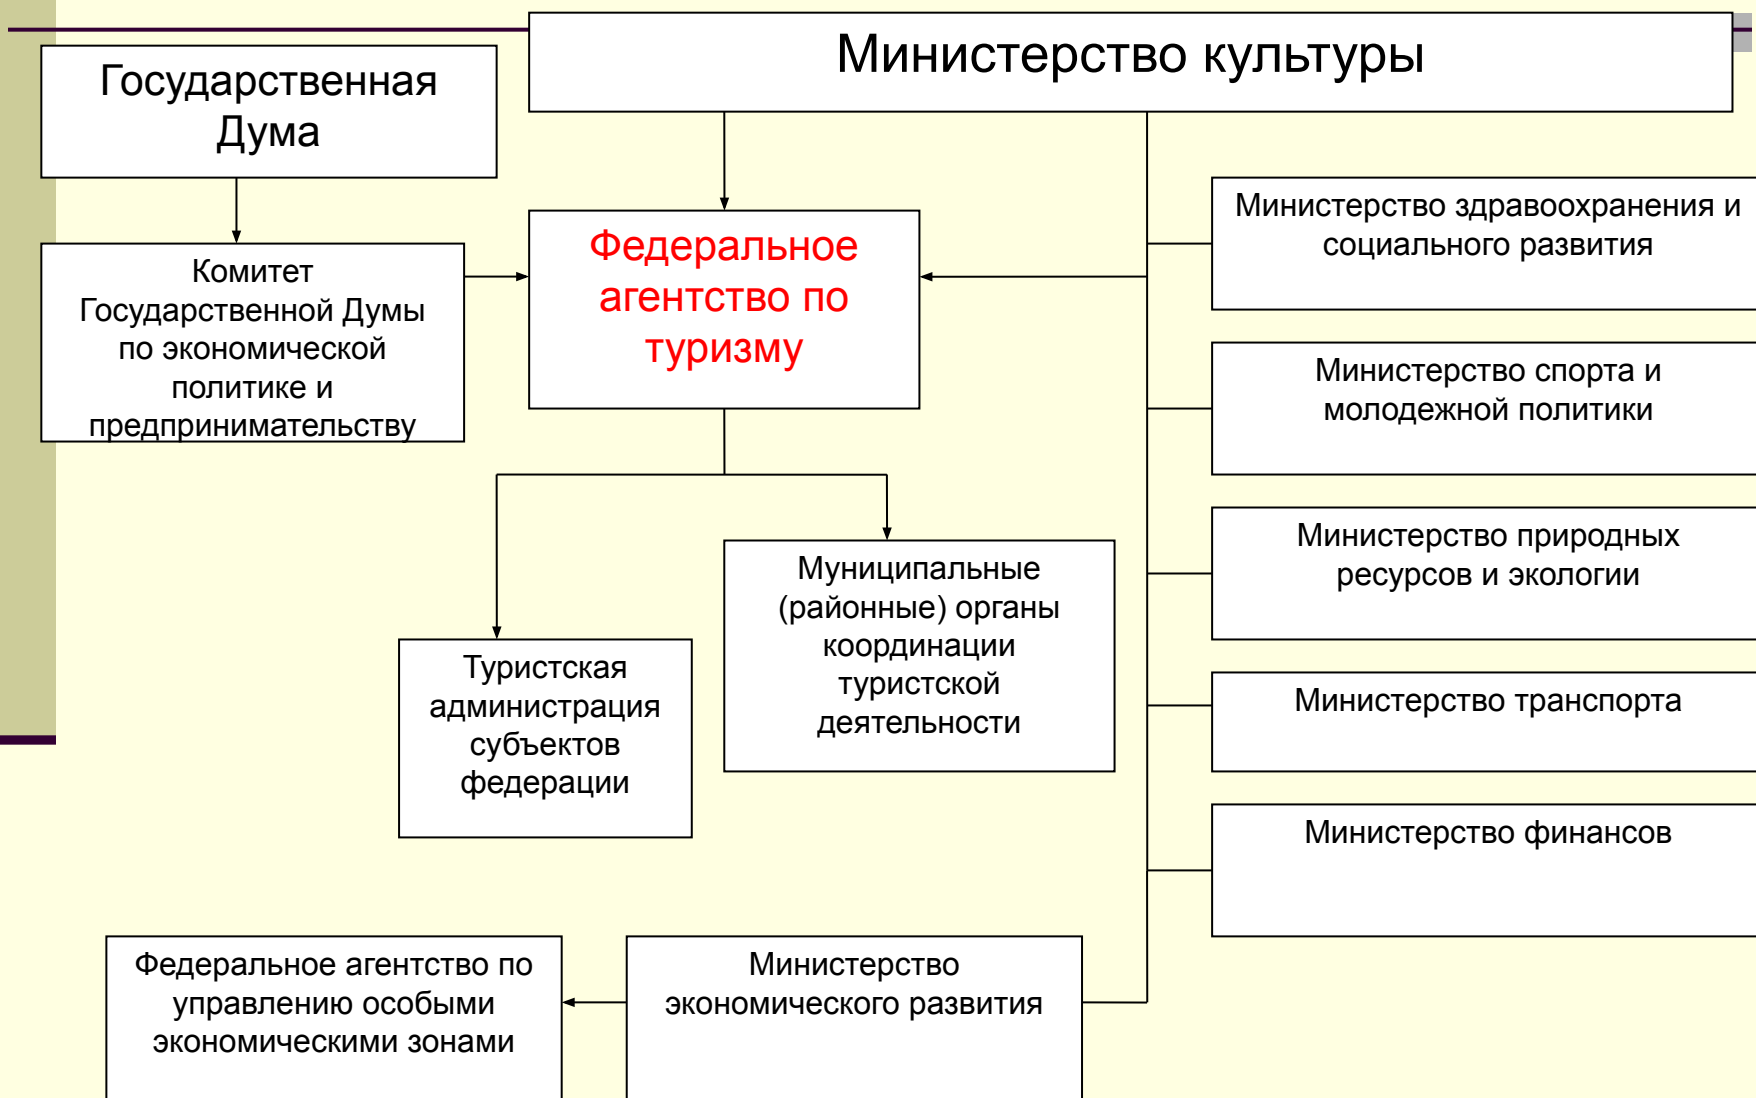 Министерство культуры
Государственная
Дума
Министерство здравоохранения и
социального развития
Федеральное
агентство по
туризму
Комитет
Государственной Думы
по экономической
политике и
предпринимательству
Министерство спорта и
молодежной политики
Министерство природных
ресурсов и экологии
Муниципальные
(районные) органы
координации
туристской
деятельности
Туристская
администрация
субъектов
федерации
Министерство транспорта
Министерство финансов
Федеральное агентство по
управлению особыми
экономическими зонами
Министерство
экономического развития